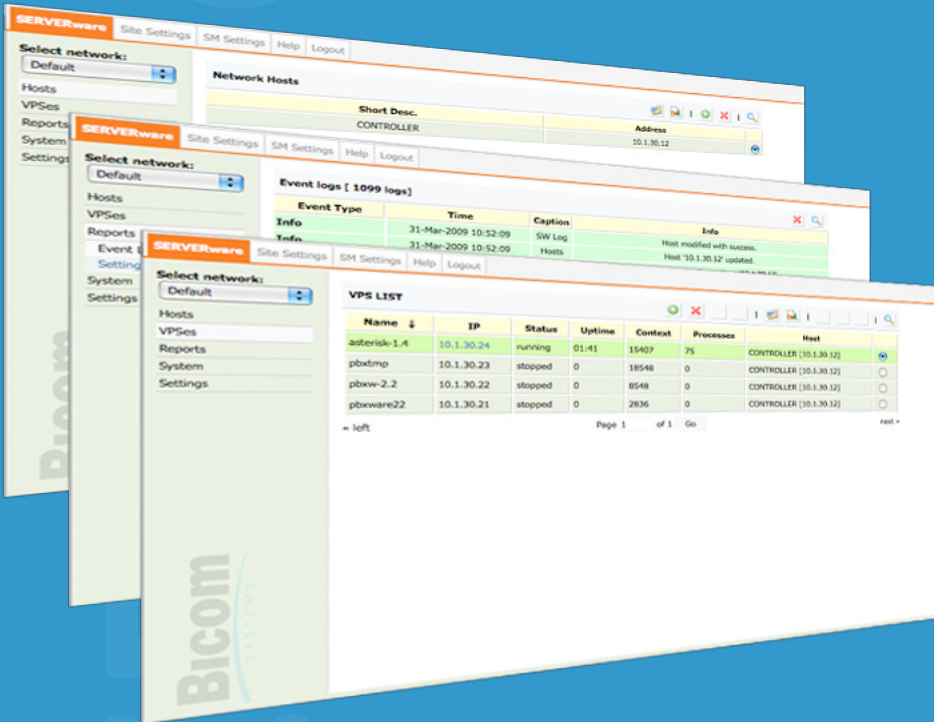 SERVERware Site Settings SM Settings Help Logout
Select network:
Default
Hosts
VPSes
Reports
System
Settings
Network Hosts
Short Desc. Address
CONTROLLER 10.1.30.12
SERVERware Site Settings SM Settings Help Logout
Select network:
Default
Hosts
VPSes
Reports
Event
Setting
System
Settings
Event logs [ 1099 logs]
Event Type Time Caption Info
Info 31-Mar-2009 10:52:09 SW Log Host modified with success.
Info 31-Mar-2009 10:52:09 Hosts Host '10.1.30.12' updated.
SERVERware Site Settings SM Settings Help Logout
Select network:
Default
Hosts
VPSes
Reports
System
Settings
VPS LIST
Name IP Status Uptime Context Processes Host
asterisk-1.4 10.1.30.24 running 01:41 15407 75 CONTROLLER [10.1.30.12]
pbxtmp 10.1.30.23 stopped 0 18548 0 CONTROLLER [10.1.30.12]
pbxw-2.2 10.1.30.22 stopped 0 8548 0 CONTROLLER [10.1.30.12]
pbxware22 10.1.30.21 stopped 0 2836 0 CONTROLLER [10.1.30.12]
« left Page 1 of 1 Go next »
BICOM
SYSTEMS